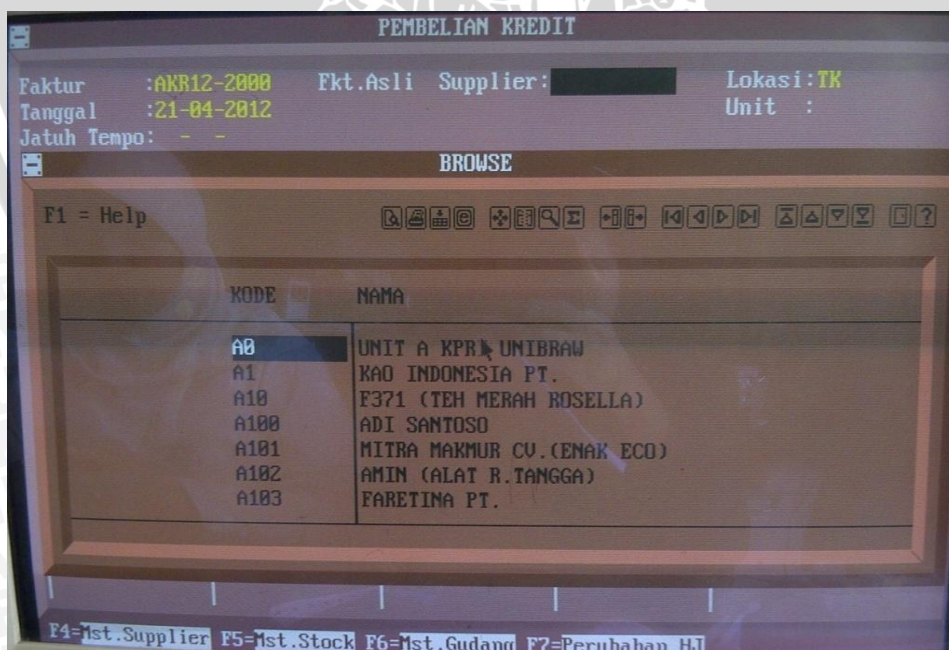 PEMBELIAN KREDIT
Faktur :AKR12-2000 Fkt.Asli Supplier: Lokasi:TK
Tanggal :21-04-2012 Unit :
Jatuh Tempo: - -
BROWSE
F1 = Help
KODE NAMA
A0 UNIT A KPRI UNIBRAW
A1 KAO INDONESIA PT.
A10 F371 (TEH MERAH ROSELLA)
A100 ADI SANTOSO
A101 MITRA MAKMUR CV.(ENAK ECO)
A102 AMIN (ALAT R.TANGGA)
A103 FARETINA PT.
F4=Mst.Supplier F5=Mst.Stock F6=Mst.Gudang F7=Perubahan HJ